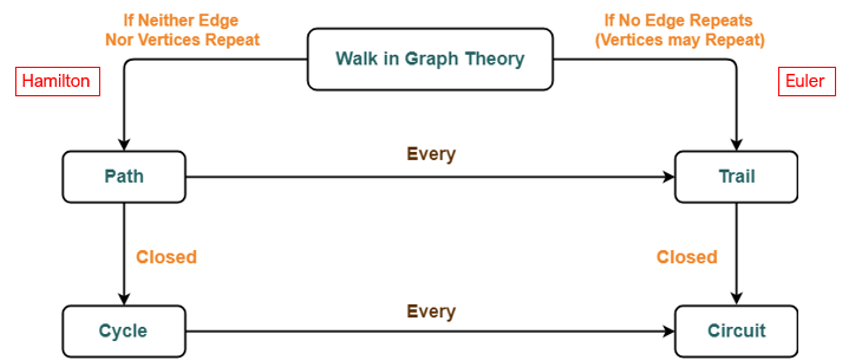 If Neither Edge
Nor Vertices Repeat
If No Edge Repeats
(Vertices may Repeat)
Walk in Graph Theory
Hamilton
Euler
Path
Every
Trail
Closed
Closed
Cycle
Every
Circuit